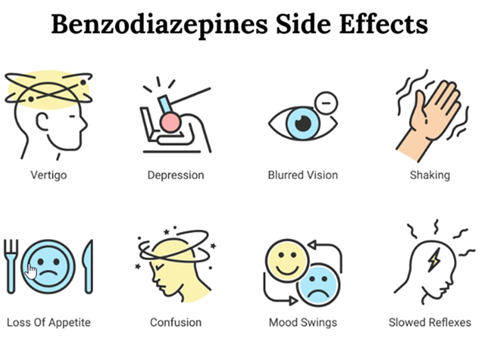 Benzodiazepines Side Effects
Vertigo
Depression
Blurred Vision
Shaking
Loss Of Appetite
Confusion
Mood Swings
Slowed Reflexes